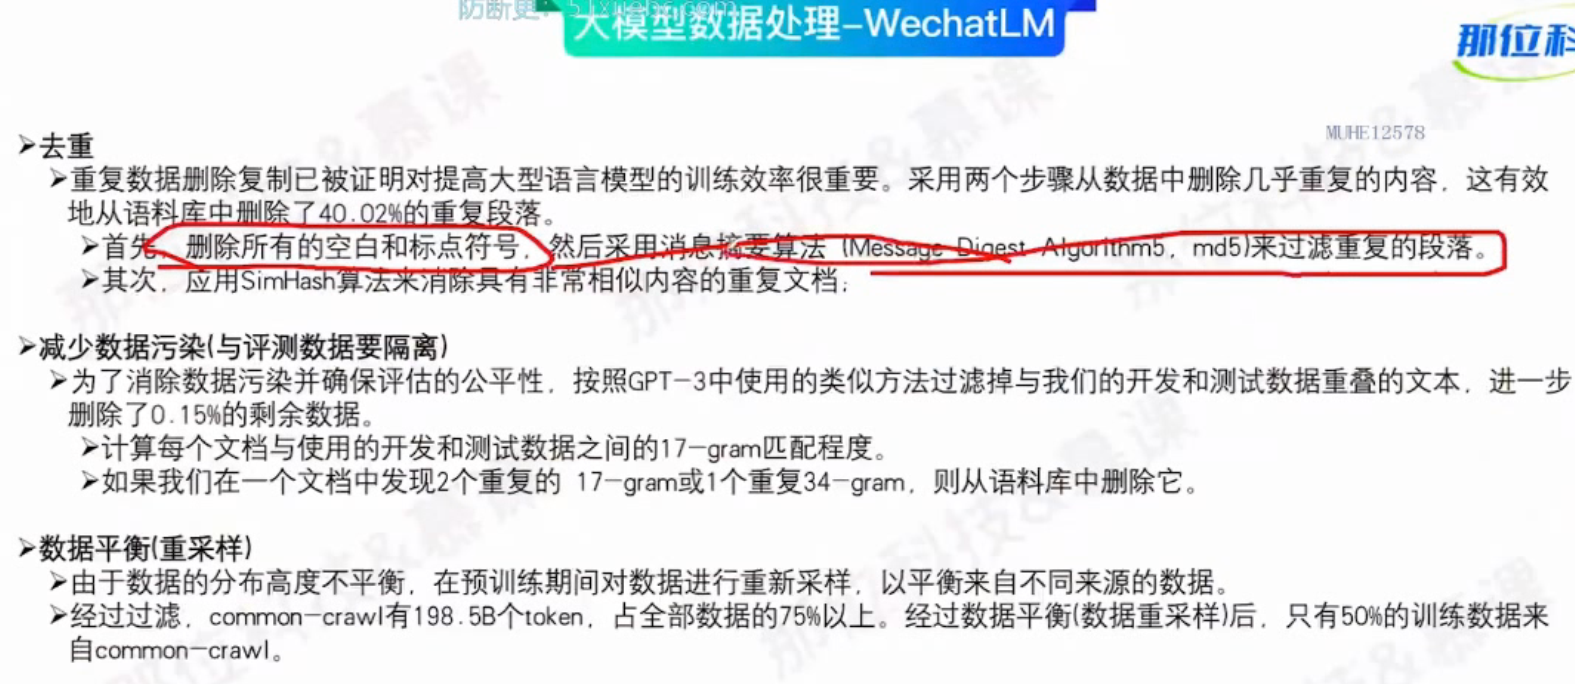 防断更：51xuebc.com
大模型数据处理-WechatLM
那位科
MUHE12578
➢去重
➢重复数据删除复制已被证明对提高大型语言模型的训练效率很重要。采用两个步骤从数据中删除几乎重复的内容，这有效
地从语料库中删除了40.02%的重复段落。
➢首先，删除所有的空白和标点符号，然后采用消息摘要算法 (Message-Digest Algorithm5，md5)来过滤重复的段落。
➢其次，应用SimHash算法来消除具有非常相似内容的重复文档；
➢减少数据污染(与评测数据要隔离)
➢为了消除数据污染并确保评估的公平性，按照GPT-3中使用的类似方法过滤掉与我们的开发和测试数据重叠的文本，进一步
删除了0.15%的剩余数据。
➢计算每个文档与使用的开发和测试数据之间的17-gram匹配程度。
➢如果我们在一个文档中发现2个重复的 17-gram或1个重复34-gram，则从语料库中删除它。
➢数据平衡(重采样)
➢由于数据的分布高度不平衡，在预训练期间对数据进行重新采样，以平衡来自不同来源的数据。
➢经过过滤，common-crawl有198.5B个token，占全部数据的75%以上。经过数据平衡(数据重采样)后，只有50%的训练数据来
自common-crawl。